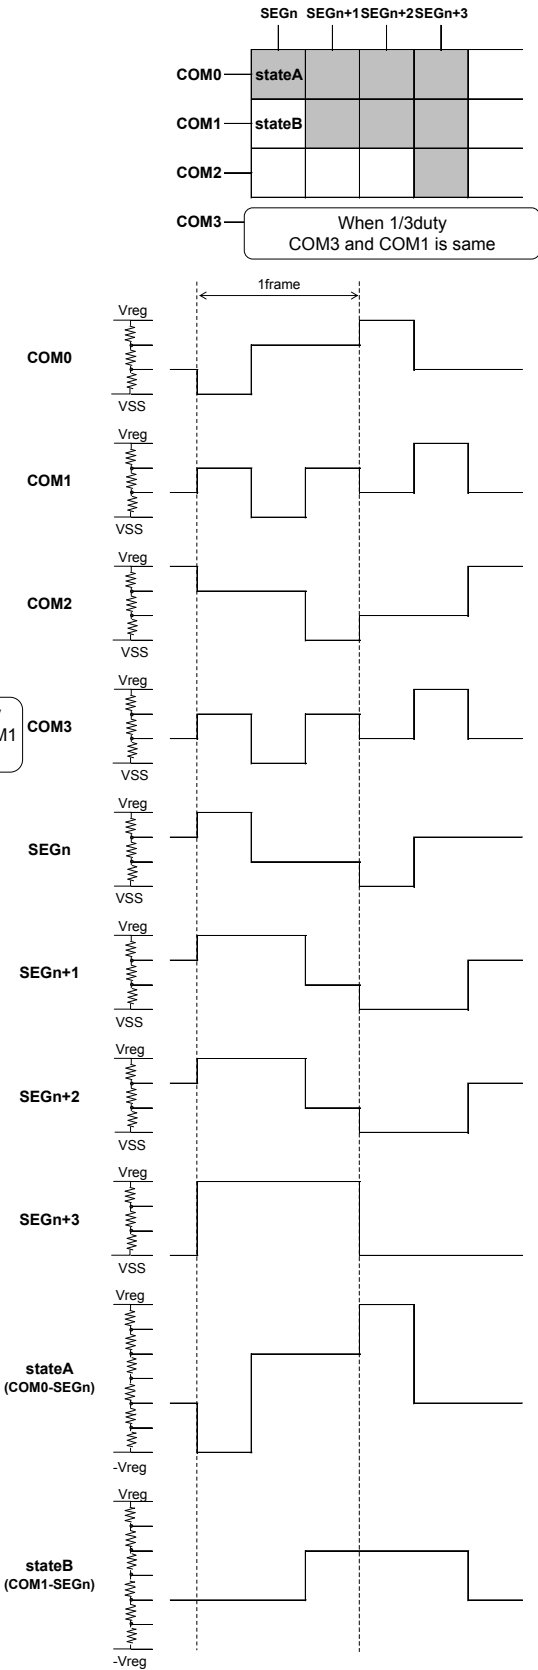 SEGn SEGn+1 SEGn+2 SEGn+3
COM0 stateA
COM1 stateB
COM2
COM3 When 1/3duty
COM3 and COM1 is same
1frame
Vreg
COM0
VSS
Vreg
COM1
VSS
Vreg
COM2
VSS
Vreg
M1 COM3
VSS
Vreg
SEGn
VSS
Vreg
SEGn+1
VSS
Vreg
SEGn+2
VSS
Vreg
SEGn+3
VSS
Vreg
stateA
(COM0-SEGn)
-Vreg
Vreg
stateB
(COM1-SEGn)
-Vreg